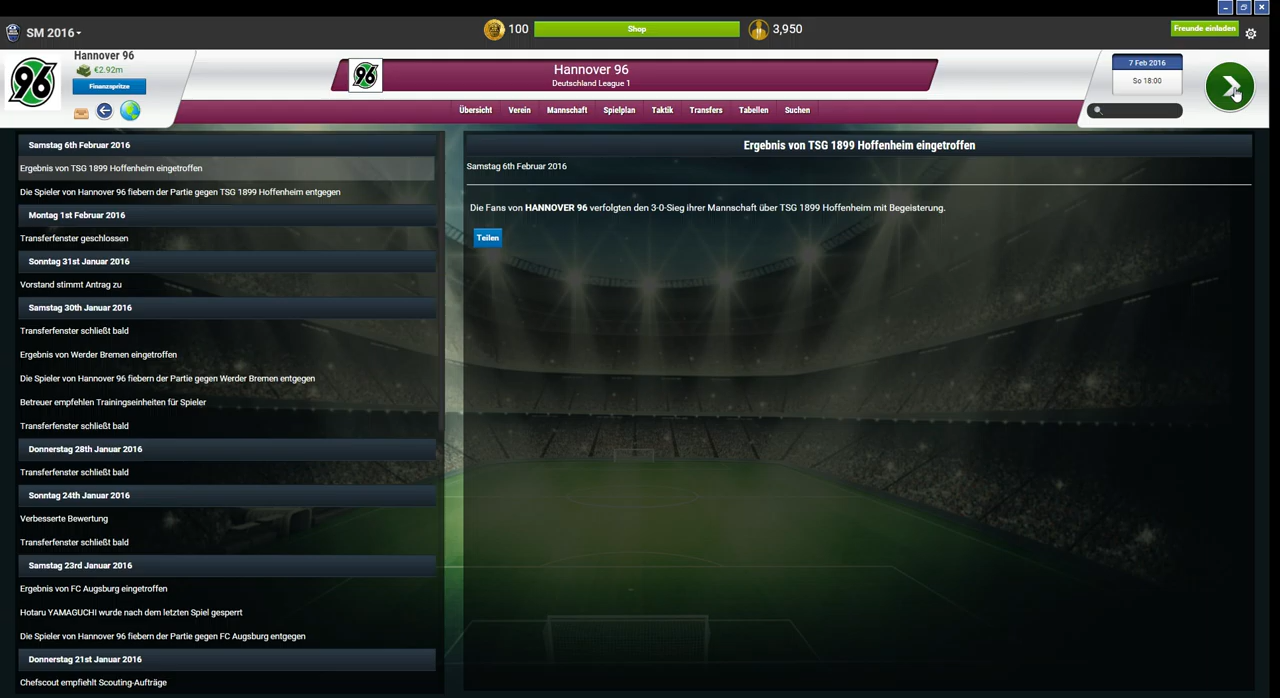 SM 2016
100
Shop
3,950
Freunde einladen
Hannover 96
€2.92m
Finanzspritze
96
96
Hannover 96
Deutschland League 1
7 Feb 2016
So 18:00
Übersicht Verein Mannschaft Spielplan Taktik Transfers Tabellen Suchen
Samstag 6th Februar 2016
Ergebnis von TSG 1899 Hoffenheim eingetroffen
Die Spieler von Hannover 96 fiebern der Partie gegen TSG 1899 Hoffenheim entgegen
Montag 1st Februar 2016
Transferfenster geschlossen
Sonntag 31st Januar 2016
Vorstand stimmt Antrag zu
Samstag 30th Januar 2016
Transferfenster schließt bald
Ergebnis von Werder Bremen eingetroffen
Die Spieler von Hannover 96 fiebern der Partie gegen Werder Bremen entgegen
Betreuer empfehlen Trainingseinheiten für Spieler
Transferfenster schließt bald
Donnerstag 28th Januar 2016
Transferfenster schließt bald
Sonntag 24th Januar 2016
Verbesserte Bewertung
Transferfenster schließt bald
Samstag 23rd Januar 2016
Ergebnis von FC Augsburg eingetroffen
Hotaru YAMAGUCHI wurde nach dem letzten Spiel gesperrt
Die Spieler von Hannover 96 fiebern der Partie gegen FC Augsburg entgegen
Donnerstag 21st Januar 2016
Chefscout empfiehlt Scouting-Aufträge
Ergebnis von TSG 1899 Hoffenheim eingetroffen
Samstag 6th Februar 2016
Die Fans von HANNOVER 96 verfolgten den 3-0-Sieg ihrer Mannschaft über TSG 1899 Hoffenheim mit Begeisterung.
Teilen